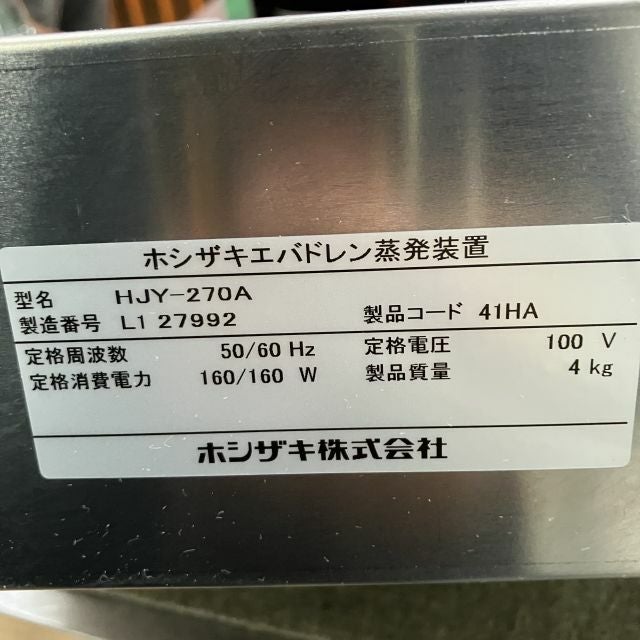 ホシザキエバドレン蒸発装置
型名 HJY-270A
製造番号 L127992 製品コード 41HA
定格周波数 50/60 Hz 定格電圧 100 V
定格消費電力 160/160 W 製品質量 4 kg
ホシザキ株式会社